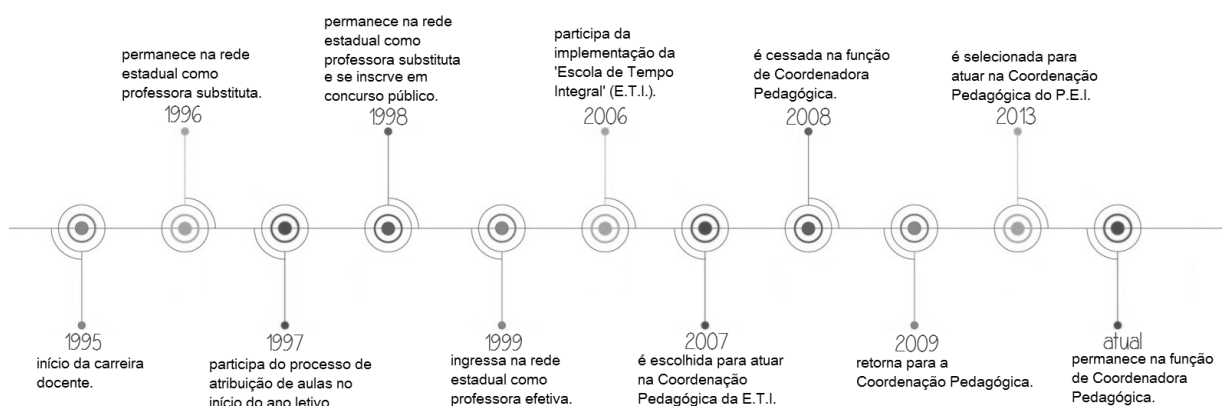 início da carreira
docente.
1995
permanece na rede
estadual como
professora substituta.
1996
1997
participa do processo de
atribuição de aulas no
início do ano letivo
permanece na rede
estadual como
professora substituta
e se inscrve em
concurso público.
1998
1999
ingressa na rede
estadual como
professora efetiva.
participa da
implementação da
'Escola de Tempo
Integral' (E.T.I.).
2006
2007
é escolhida para atuar
na Coordenação
Pedagógica da E.T.I.
é cessada na função
de Coordenadora
Pedagógica.
2008
2009
retorna para a
Coordenação Pedagógica.
é selecionada para
atuar na Coordenação
Pedagógica do P.E.I.
2013
atual
permanece na função
de Coordenadora
Pedagógica.